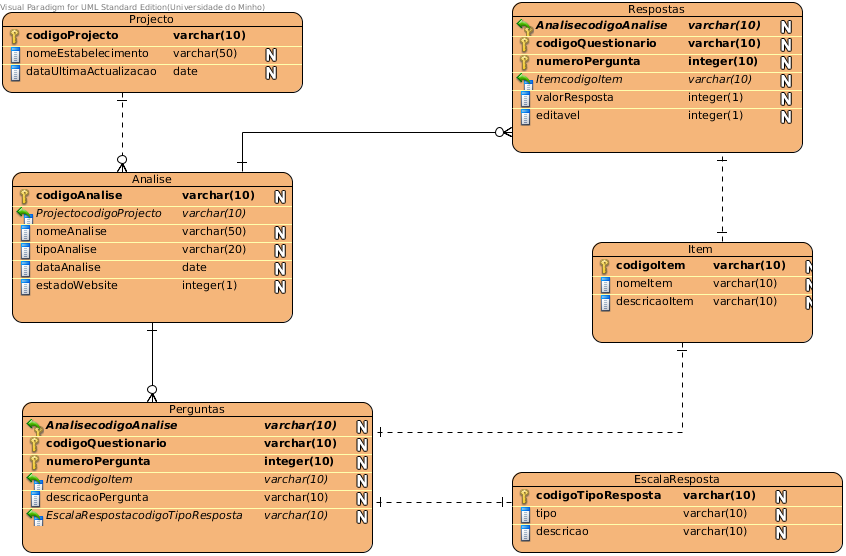 Visual Paradigm for UML Standard Edition(Universidade do Minho)
Projecto
codigoProjecto varchar(10)
nomeEstabelecimento varchar(50) N
dataUltimaActualizacao date N
Respostas
AnalisecodigoAnalise varchar(10) N
codigoQuestionario varchar(10) N
numeroPergunta integer(10) N
ItemcodigoItem varchar(10) N
valorResposta integer(1) N
editavel integer(1) N
Analise
codigoAnalise varchar(10) N
ProjectocodigoProjecto varchar(10)
nomeAnalise varchar(50) N
tipoAnalise varchar(20) N
dataAnalise date N
estadoWebsite integer(1) N
Item
codigoItem varchar(10) N
nomeItem varchar(10) N
descricaoItem varchar(10) N
Perguntas
AnalisecodigoAnalise varchar(10) N
codigoQuestionario varchar(10) N
numeroPergunta integer(10) N
ItemcodigoItem varchar(10) N
descricaoPergunta varchar(10) N
EscalaRespostacodigoTipoResposta varchar(10) N
EscalaResposta
codigoTipoResposta varchar(10) N
tipo varchar(10) N
descricao varchar(10) N